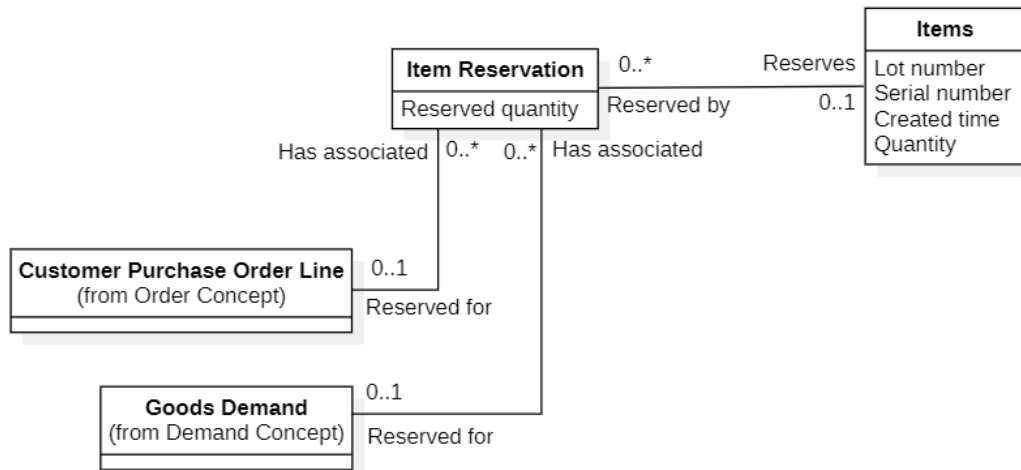 Items
Lot number
Serial number
Created time
Quantity
Item Reservation
Reserved quantity
0..*
Reserves
Reserved by
0..1
Has associated
0..*
0..*
Has associated
Customer Purchase Order Line
(from Order Concept)
0..1
Reserved for
Goods Demand
(from Demand Concept)
0..1
Reserved for